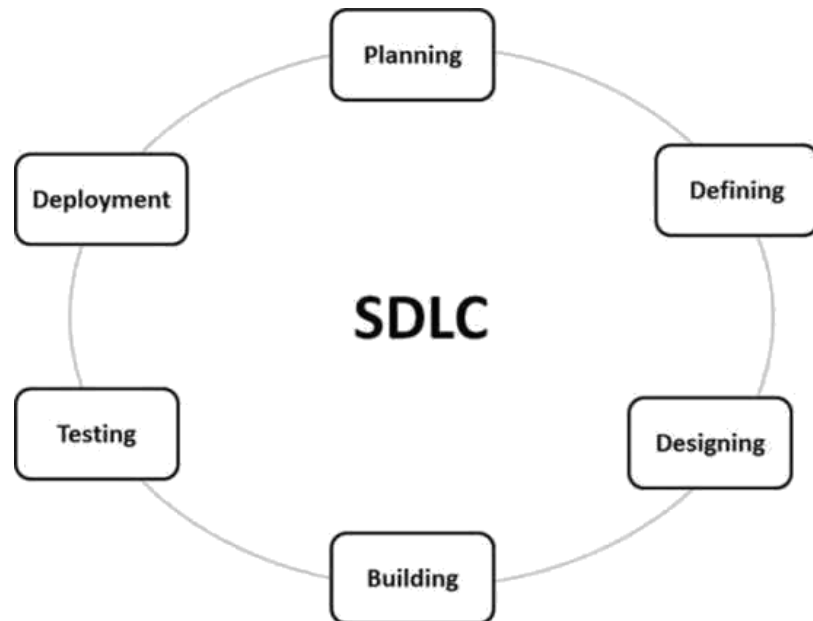 Planning
Defining
Designing
Building
Testing
Deployment
SDLC